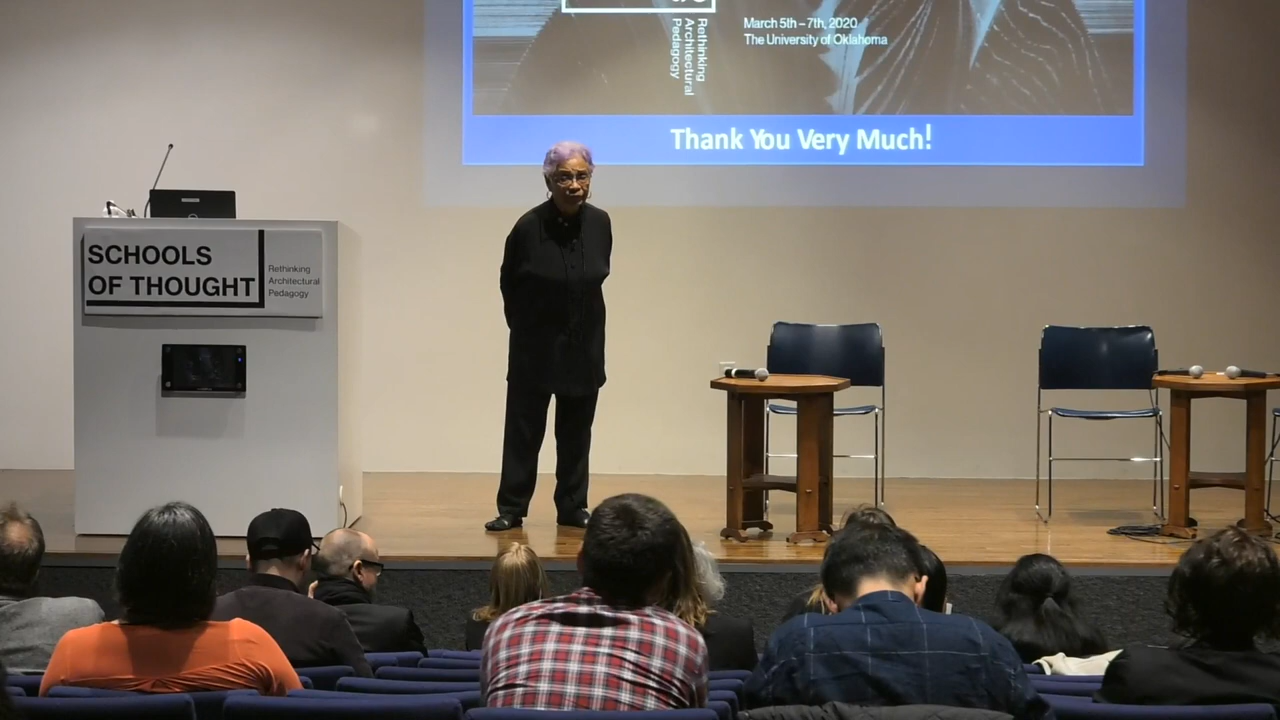 March 5th – 7th, 2020
The University of Oklahoma
Rethinking
Architectural
Pedagogy
Thank You Very Much!
SCHOOLS
OF THOUGHT
Rethinking
Architectural
Pedagogy